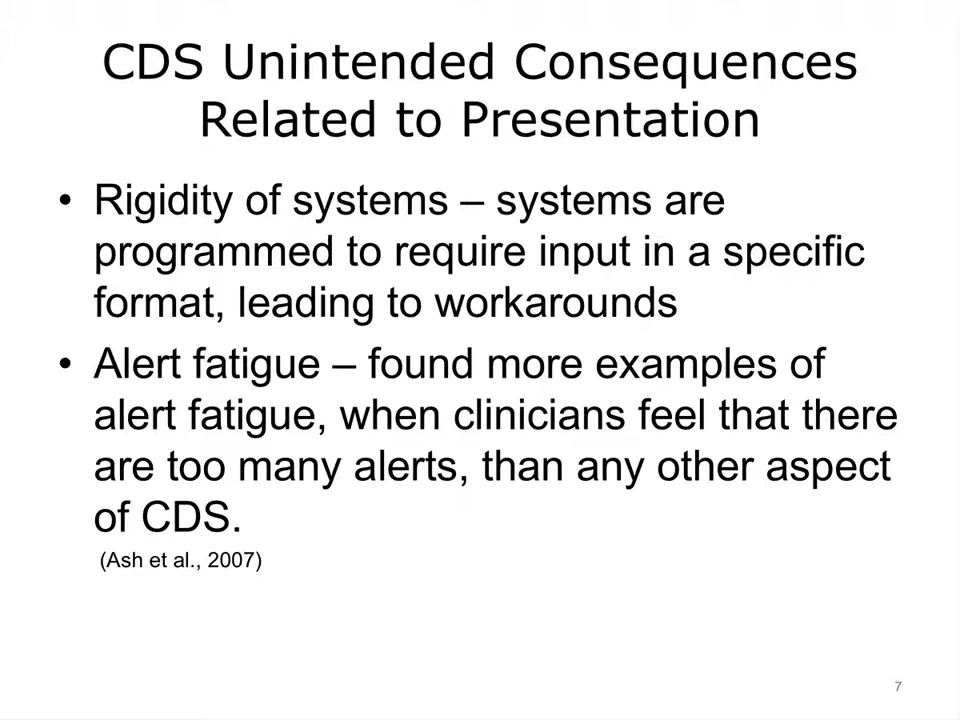 CDS Unintended Consequences
Related to Presentation
• Rigidity of systems – systems are
programmed to require input in a specific
format, leading to workarounds
• Alert fatigue – found more examples of
alert fatigue, when clinicians feel that there
are too many alerts, than any other aspect
of CDS.
(Ash et al., 2007)
7